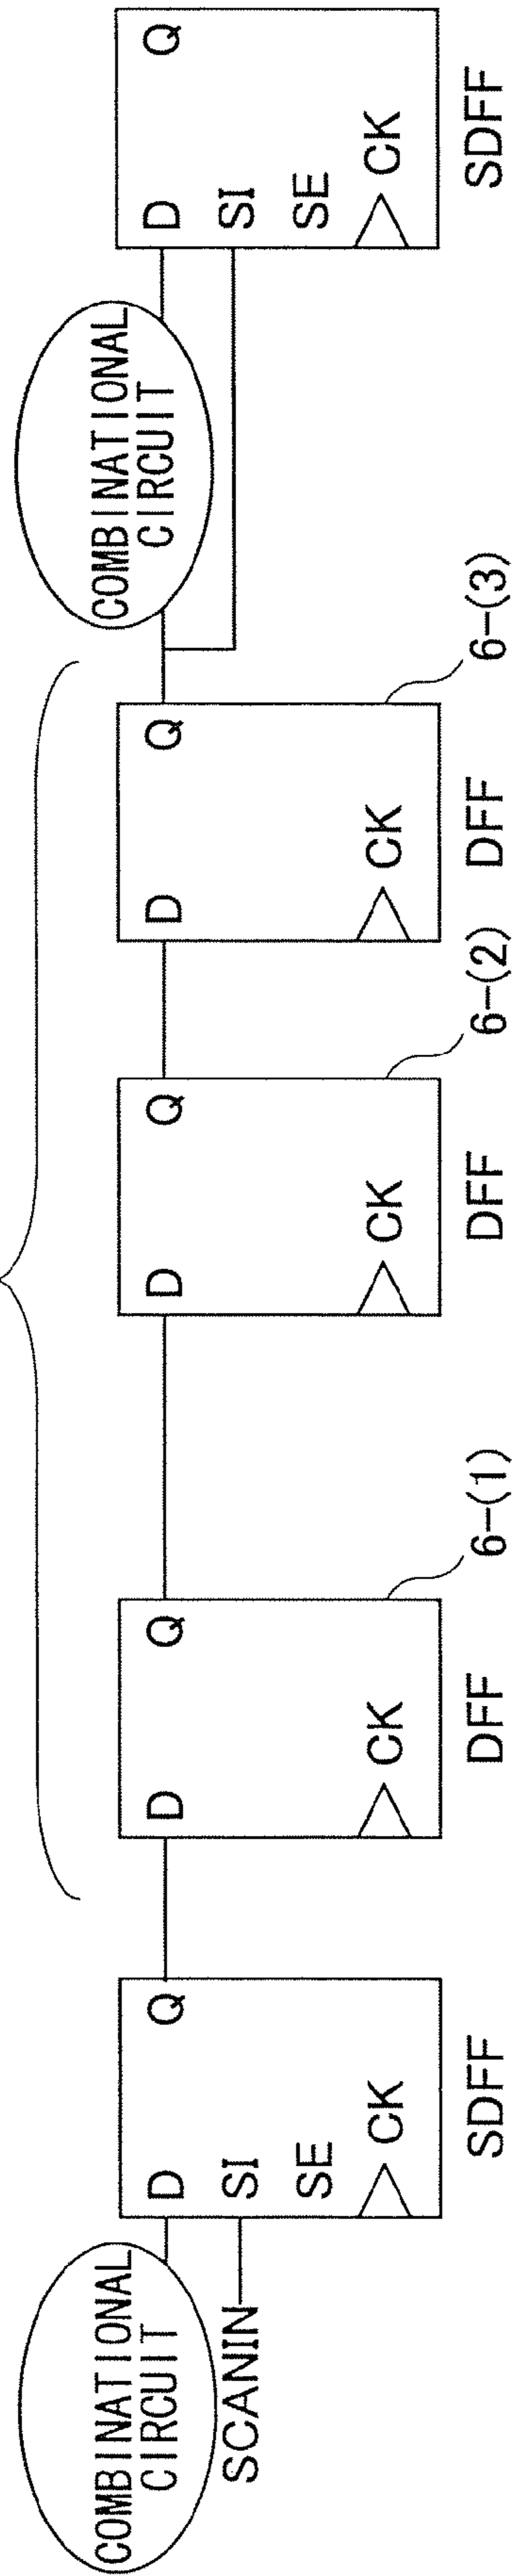 COMBINATIONAL
CIRCUIT
SCANIN
D
Q
SI
SE
CK
SDFF
D
Q
CK
DFF
6-(1)
D
Q
CK
DFF
6-(2)
D
Q
CK
DFF
6-(3)
COMBINATIONAL
CIRCUIT
D
Q
SI
SE
CK
SDFF